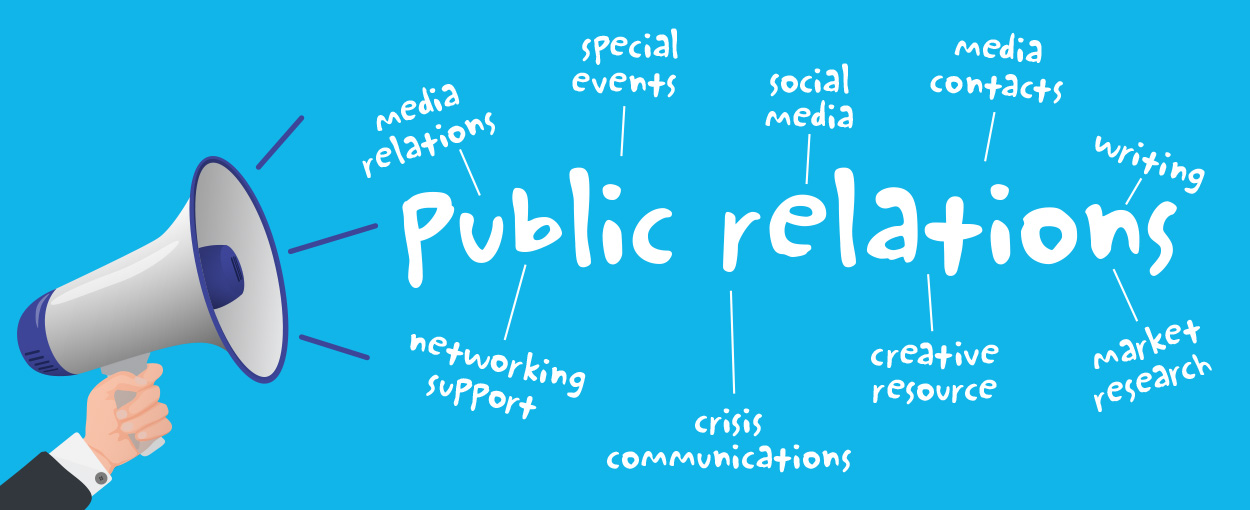 special
events
media
contacts
social
media
media
relations
writing
public relations
networking
support
creative
resource
market
research
crisis
communications